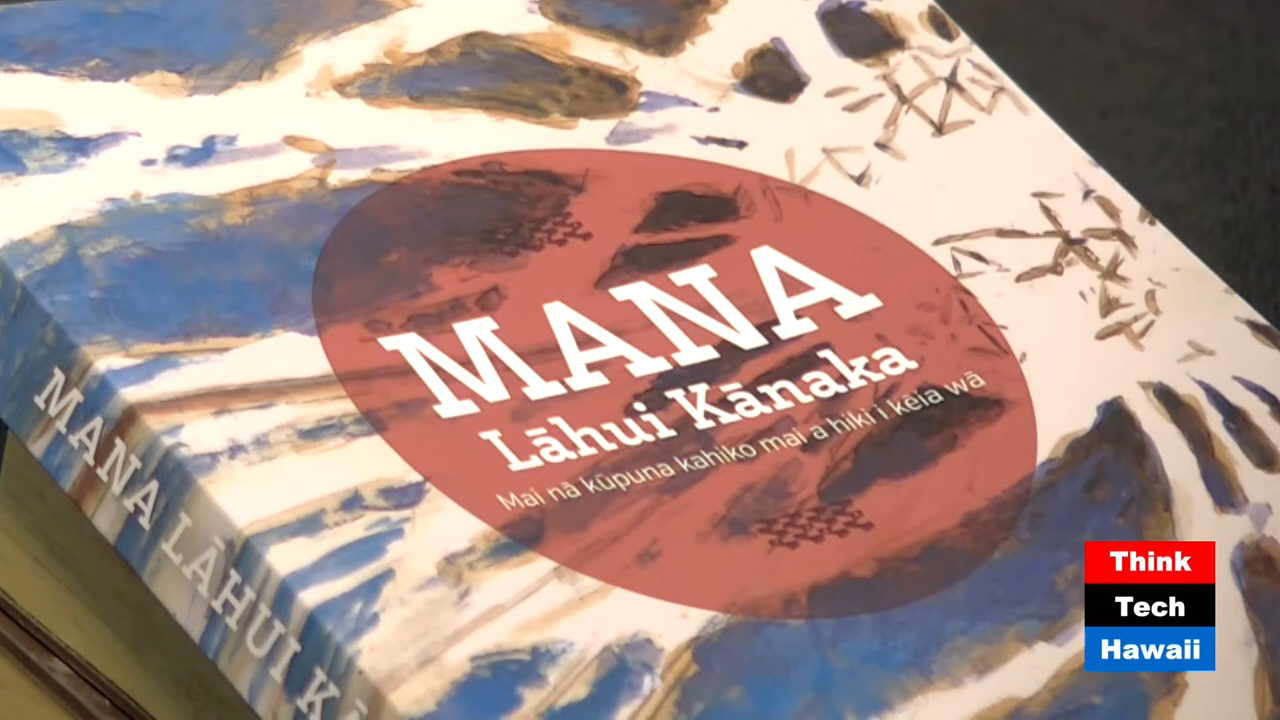 MANA
Lāhui Kānaka
Mai nā kūpuna kahiko mai a hiki i kēia wā
MANA LĀHUI
Think
Tech
Hawaii